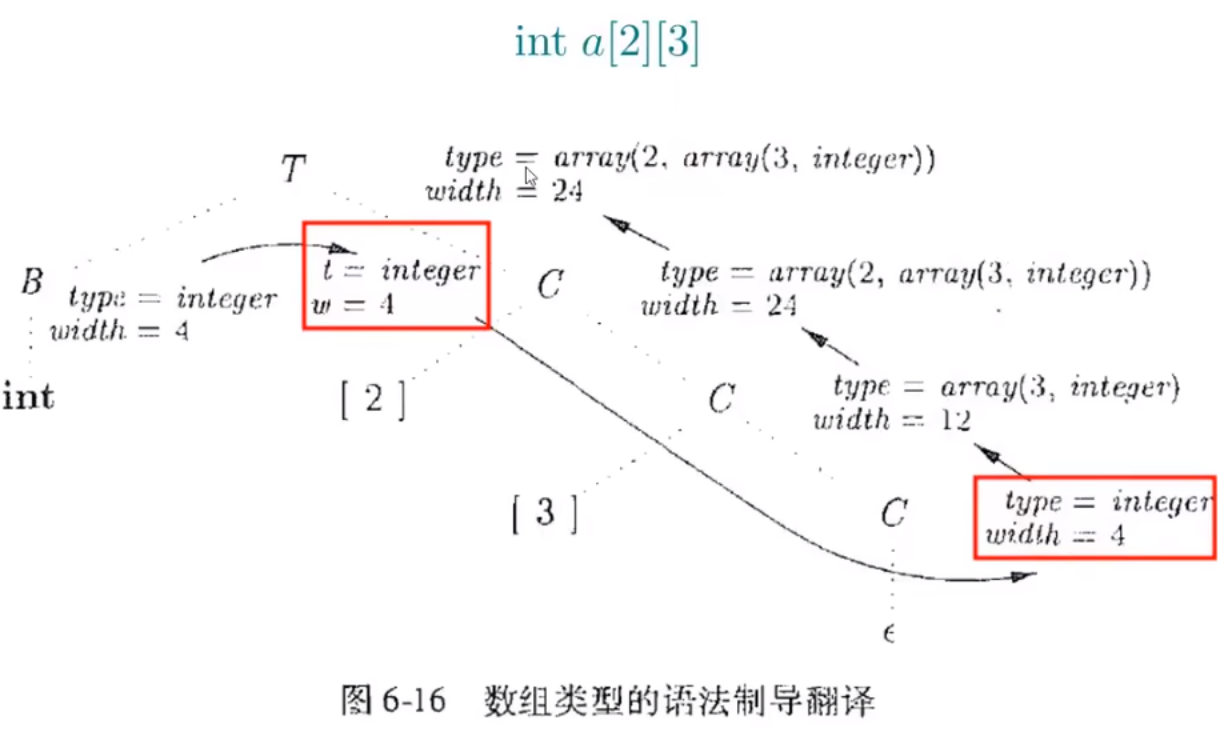 int a[2][3]
T
type = array(2, array(3, integer))
width = 24
B
type = integer
width = 4
t = integer
w = 4
C
type = array(2, array(3, integer))
width = 24
int
[ 2 ]
C
type = array(3, integer)
width = 12
[ 3 ]
C
type = integer
width = 4
ϵ
图 6-16 数组类型的语法制导翻译